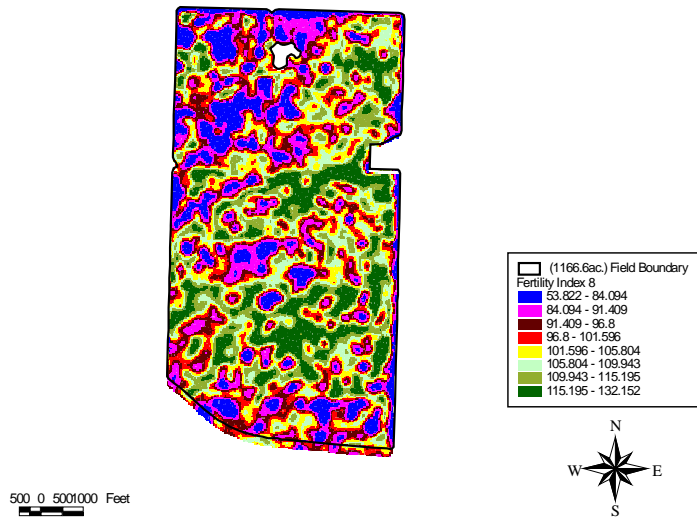 (1166.6ac.) Field Boundary
Fertility Index 8
53.822 - 84.094
84.094 - 91.409
91.409 - 96.8
96.8 - 101.596
101.596 - 105.804
105.804 - 109.943
109.943 - 115.195
115.195 - 132.152
N
W E
S
500 0 5001000 Feet